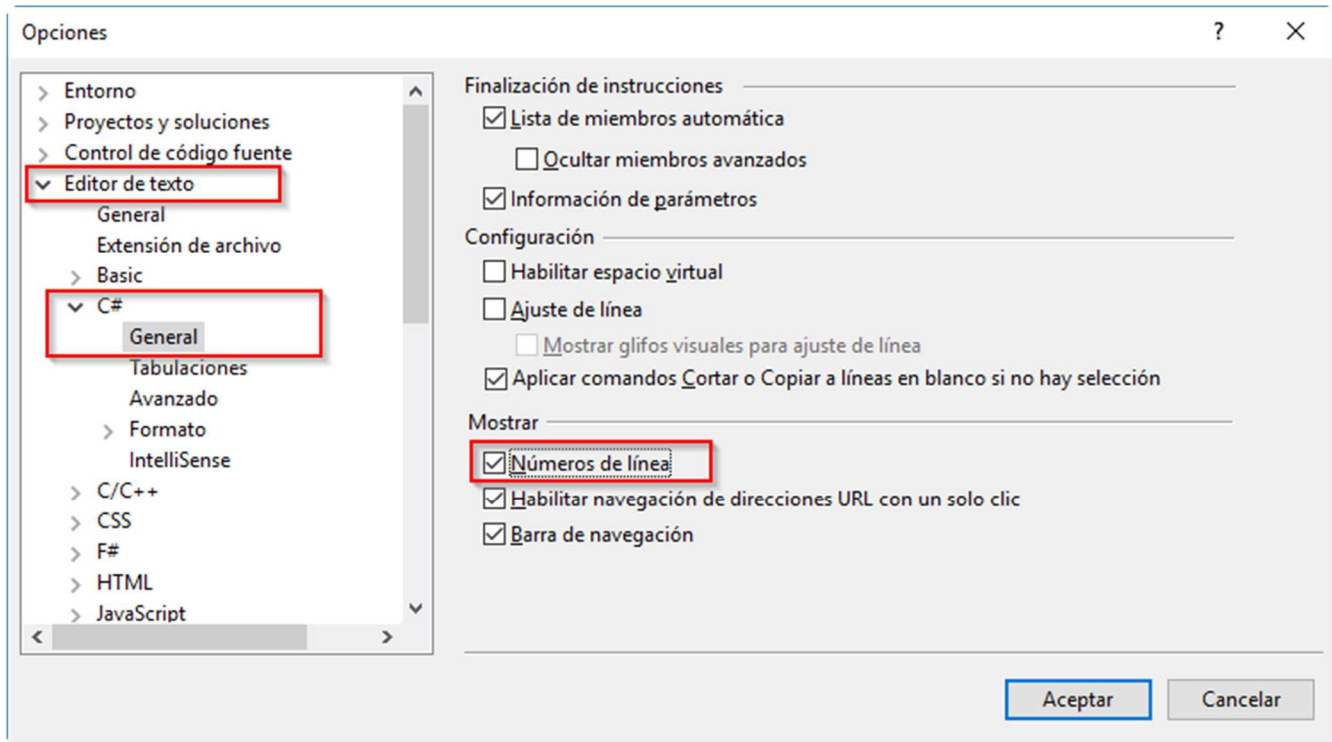 Opciones
?
Entorno
Proyectos y soluciones
Control de código fuente
Editor de texto
General
Extensión de archivo
Basic
C#
General
Tabulaciones
Avanzado
Formato
IntelliSense
C/C++
CSS
F#
HTML
JavaScript
Finalización de instrucciones
Lista de miembros automática
Ocultar miembros avanzados
Información de parámetros
Configuración
Habilitar espacio virtual
Ajuste de línea
Mostrar glifos visuales para ajuste de línea
Aplicar comandos Cortar o Copiar a líneas en blanco si no hay selección
Mostrar
Números de línea
Habilitar navegación de direcciones URL con un solo clic
Barra de navegación
Aceptar
Cancelar